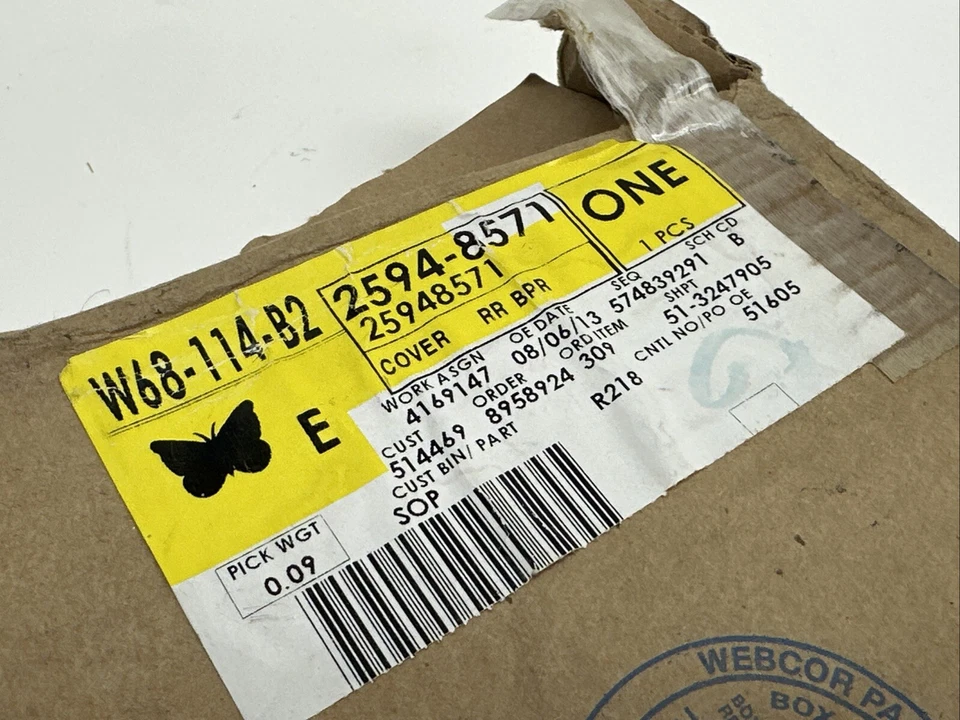 W68-114-B2
2594-8571
25948571
COVER RR BPR
ONE
1 PCS
E
WORK ASGN OE DATE SEQ SCH CD
4169147 08/06/13 574839291 B
CUST ORDER ORD ITEM SHPT
514469 8958924 309 51-3247905
CUST BIN/ PART CNTL NO/PO OE
SOP R218 51605
PICK WGT
0.09
WEBCOR PA
BOX